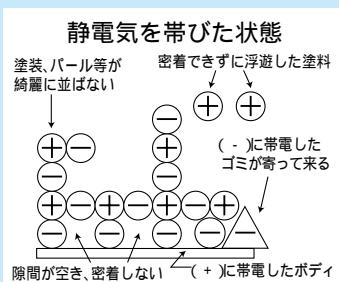 静電気を帯びた状態
塗装、パール等が
綺麗に並ばない
密着できずに浮遊した塗料
(-)に帯電した
ゴミが寄って来る
隙間が空き、密着しない
(+)に帯電したボディ